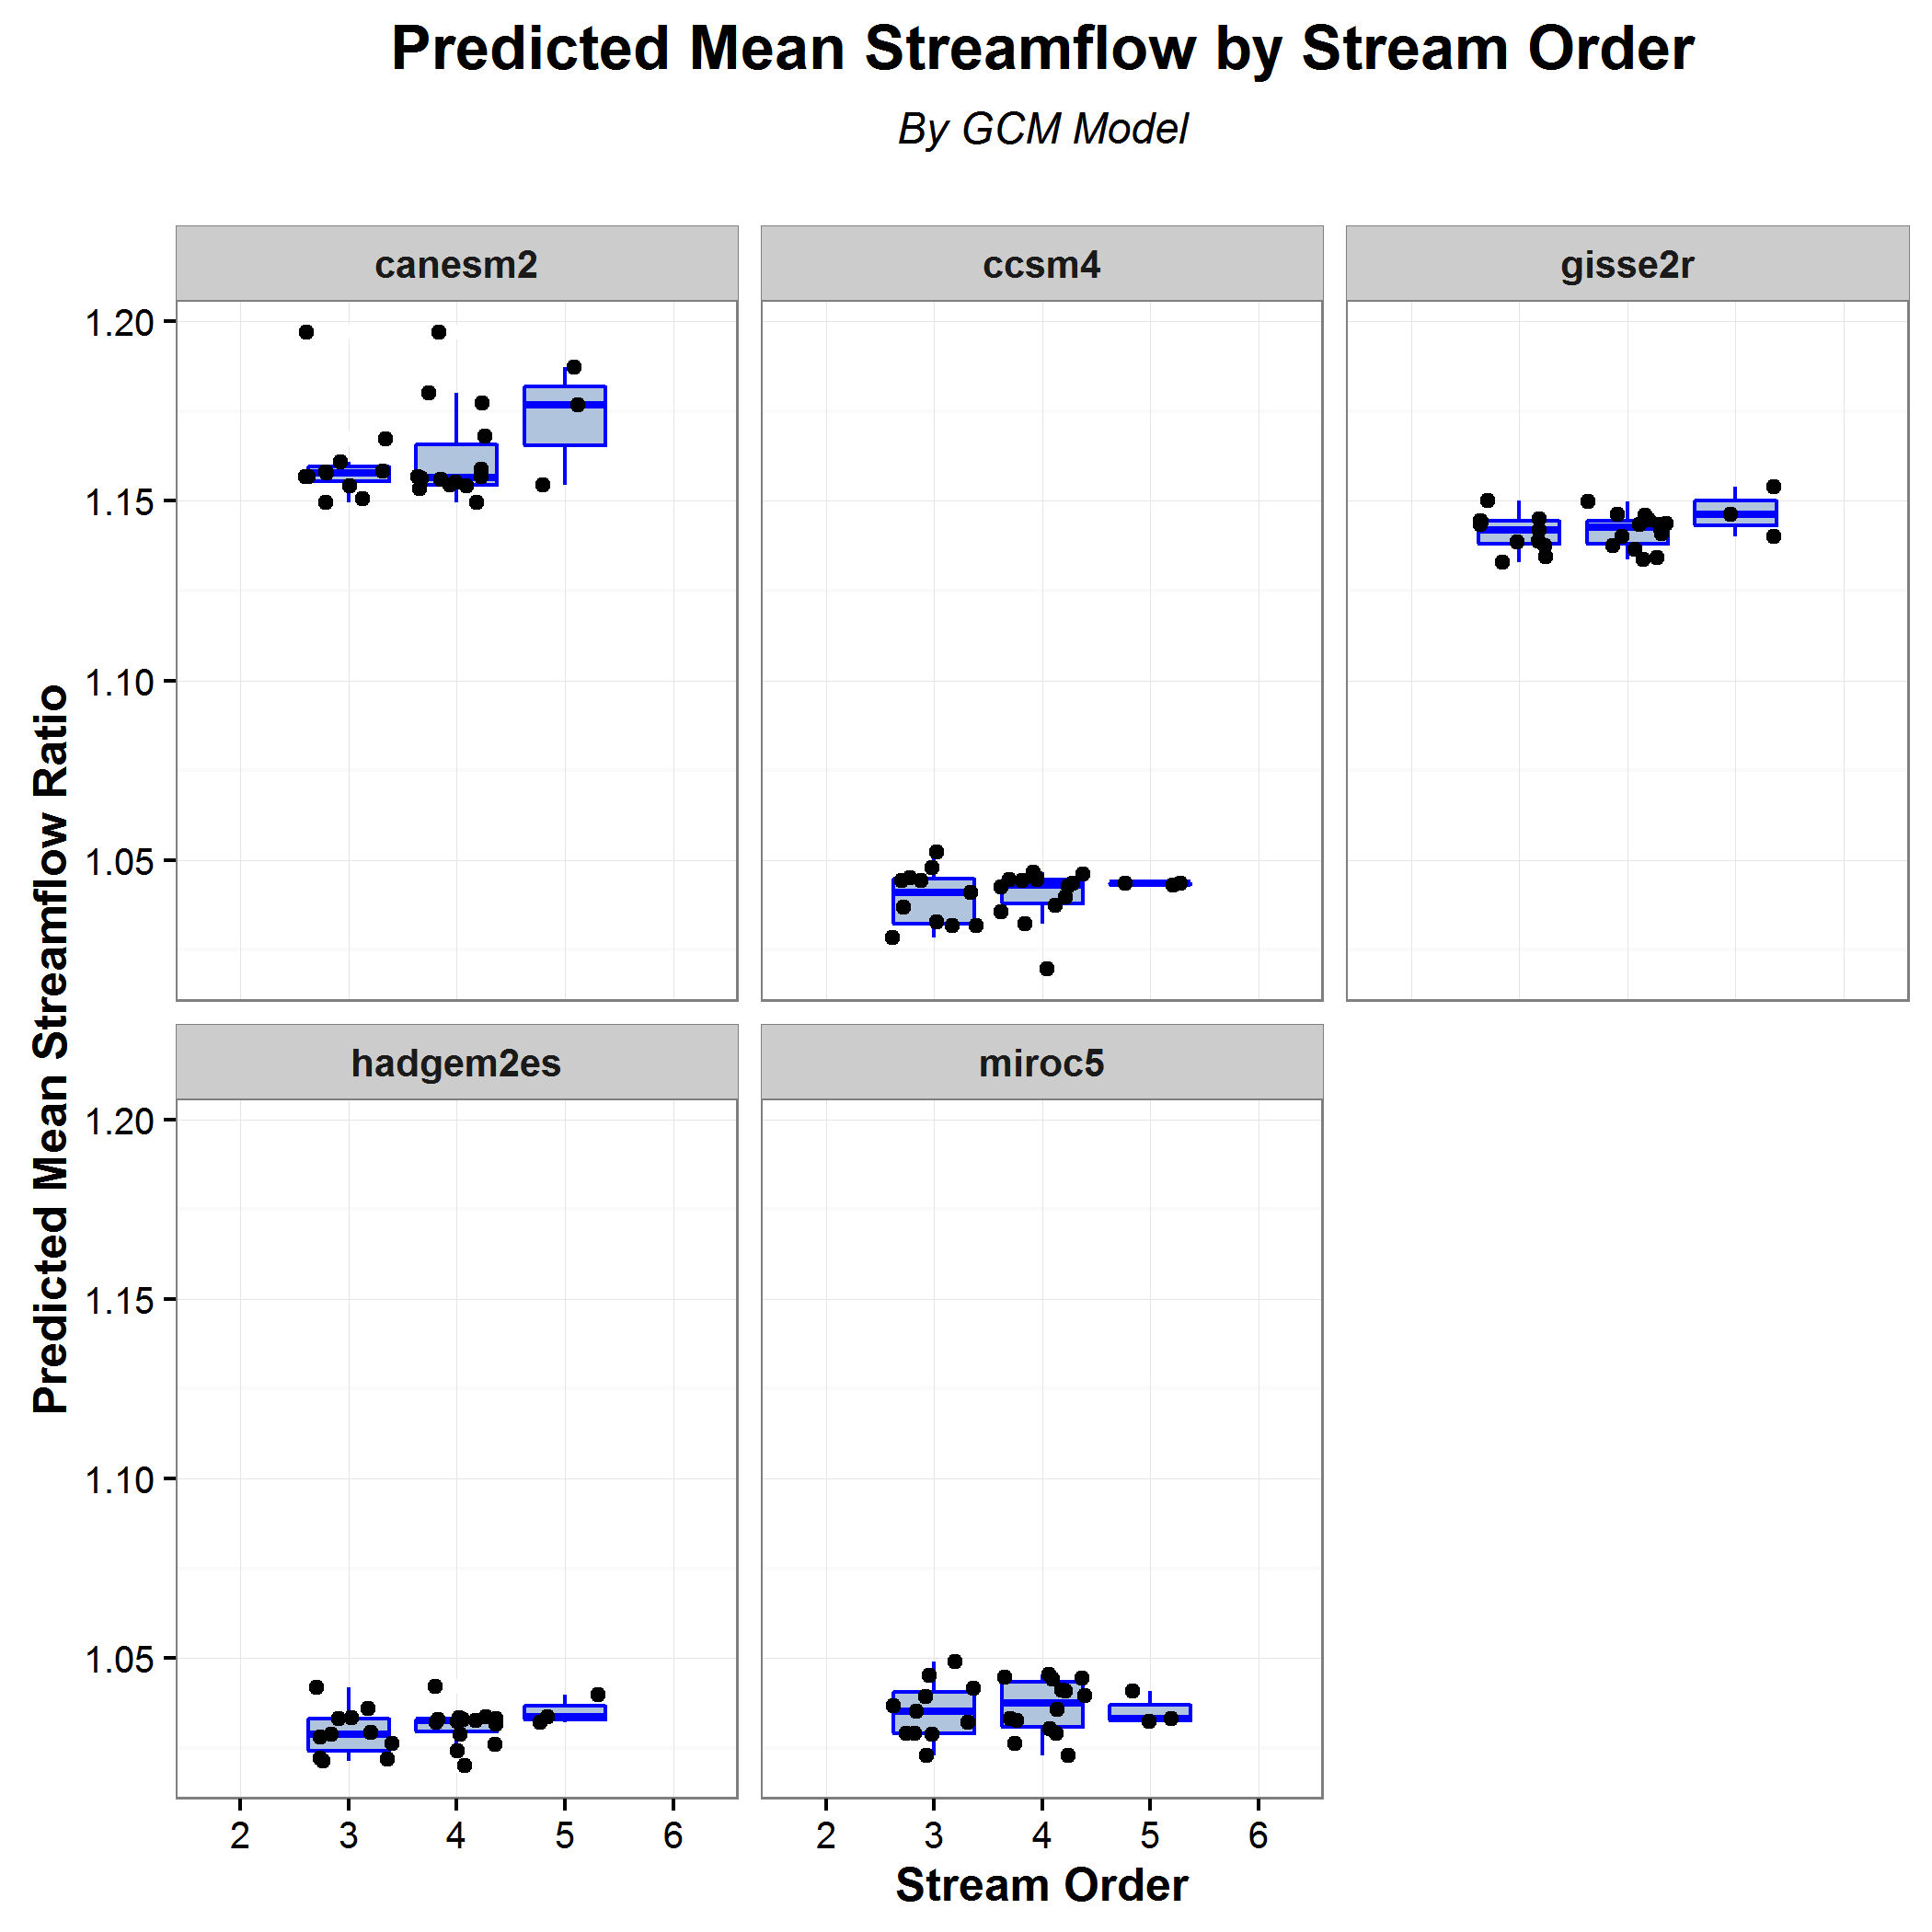 Predicted Mean Streamflow by Stream Order
By GCM Model
canesm2
ccsm4
gisse2r
1.20
1.15
1.10
1.05
Predicted Mean Streamflow Ratio
hadgem2es
miroc5
1.20
1.15
1.10
1.05
2 3 4 5 6
2 3 4 5 6
Stream Order